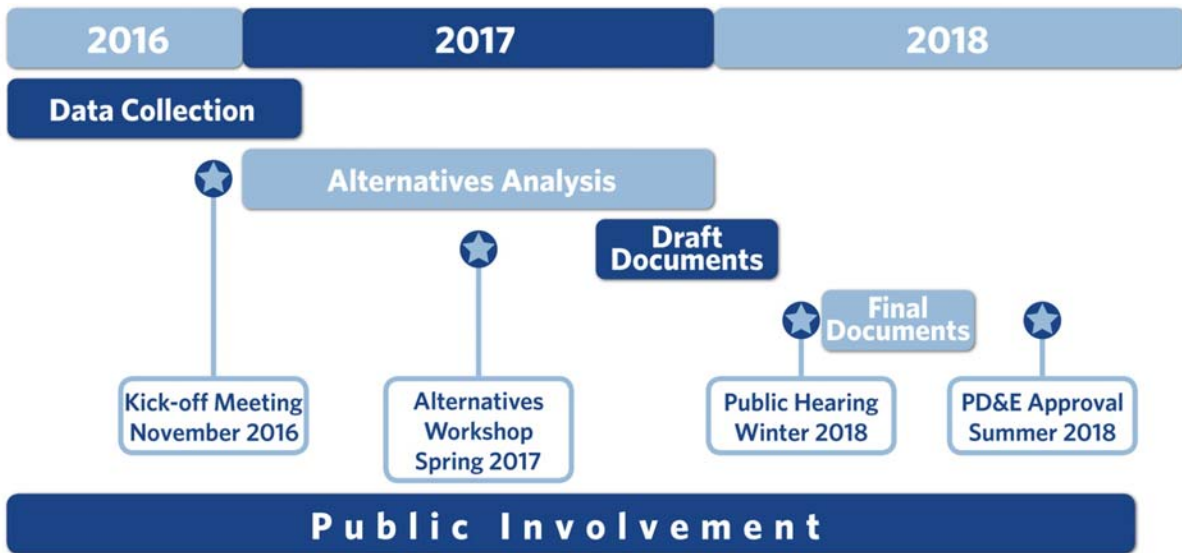 2016
2017
2018
Data Collection
Alternatives Analysis
Draft
Documents
Final
Documents
Kick-off Meeting
November 2016
Alternatives
Workshop
Spring 2017
Public Hearing
Winter 2018
PD&E Approval
Summer 2018
Public Involvement